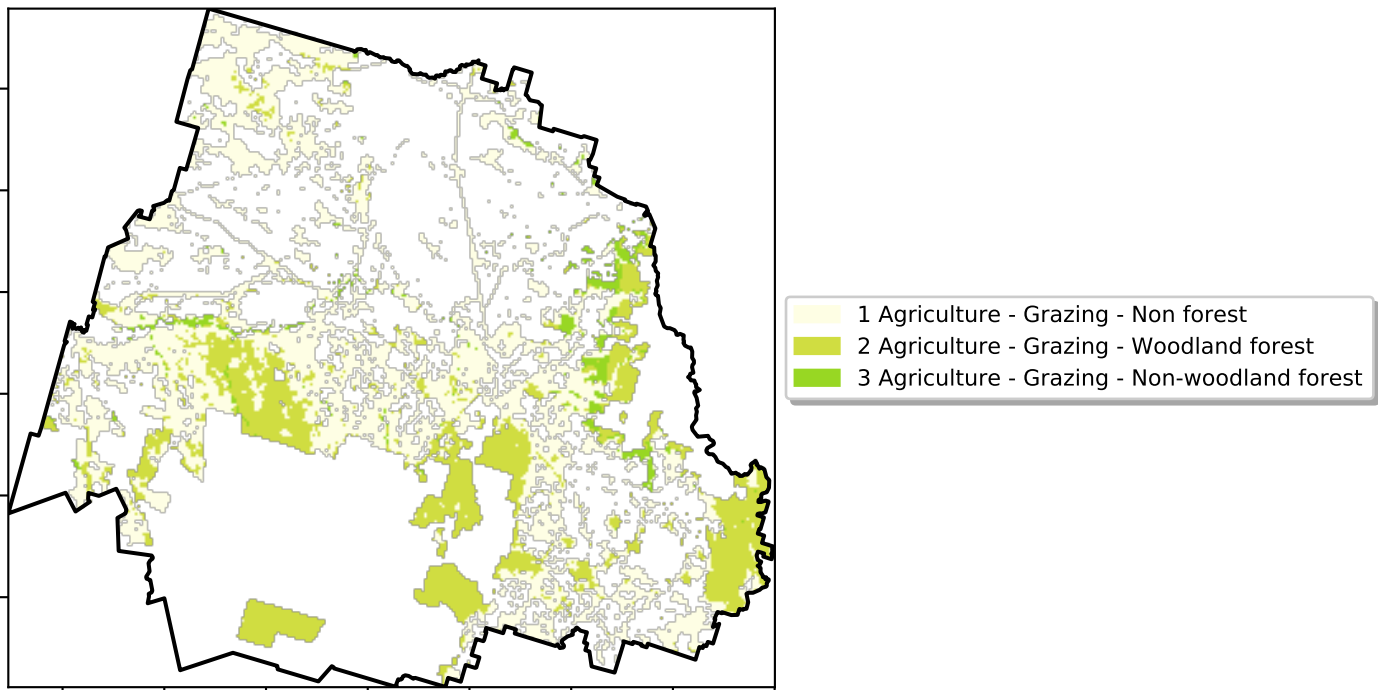 1 Agriculture - Grazing - Non forest
2 Agriculture - Grazing - Woodland forest
3 Agriculture - Grazing - Non-woodland forest